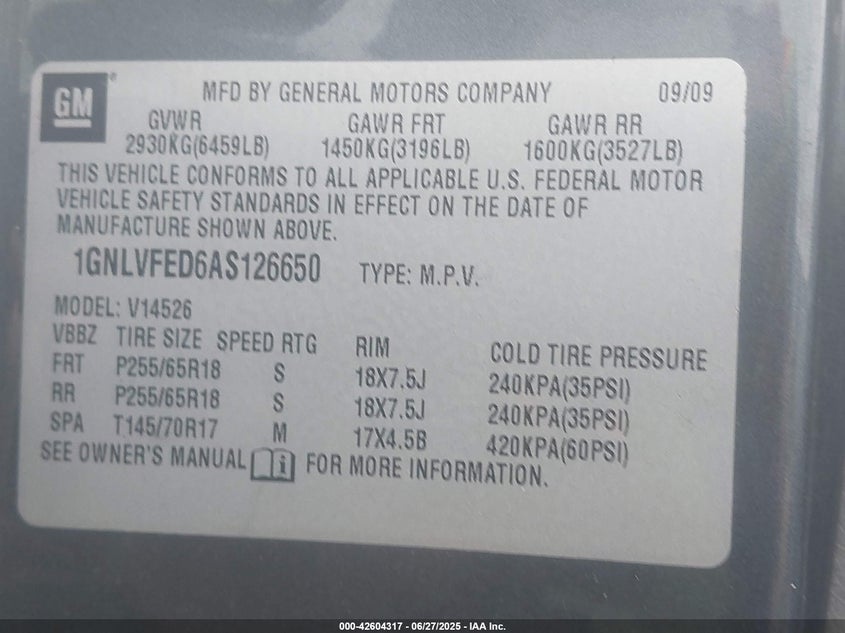 GM
MFD BY GENERAL MOTORS COMPANY 09/09
GVWR GAWR FRT GAWR RR
2930KG(6459LB) 1450KG(3196LB) 1600KG(3527LB)
THIS VEHICLE CONFORMS TO ALL APPLICABLE U.S. FEDERAL MOTOR
VEHICLE SAFETY STANDARDS IN EFFECT ON THE DATE OF
MANUFACTURE SHOWN ABOVE.
1GNLVFED6AS126650 TYPE: M.P.V.
MODEL: V14526
VBBZ TIRE SIZE SPEED RTG RIM COLD TIRE PRESSURE
FRT P255/65R18 S 18X7.5J 240KPA(35PSI)
RR P255/65R18 S 18X7.5J 240KPA(35PSI)
SPA T145/70R17 M 17X4.5B 420KPA(60PSI)
SEE OWNER'S MANUAL i FOR MORE INFORMATION.
000-42604317 - 06/27/2025 - IAA Inc.